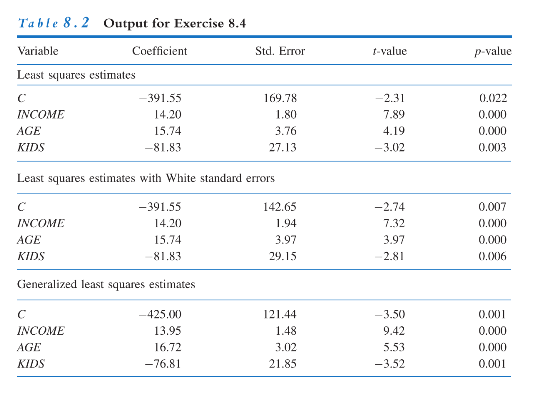 Table 8.2 Output for Exercise 8.4
Variable Coefficient Std. Error t-value p-value
Least squares estimates
C −391.55 169.78 −2.31 0.022
INCOME 14.20 1.80 7.89 0.000
AGE 15.74 3.76 4.19 0.000
KIDS −81.83 27.13 −3.02 0.003
Least squares estimates with White standard errors
C −391.55 142.65 −2.74 0.007
INCOME 14.20 1.94 7.32 0.000
AGE 15.74 3.97 3.97 0.000
KIDS −81.83 29.15 −2.81 0.006
Generalized least squares estimates
C −425.00 121.44 −3.50 0.001
INCOME 13.95 1.48 9.42 0.000
AGE 16.72 3.02 5.53 0.000
KIDS −76.81 21.85 −3.52 0.001